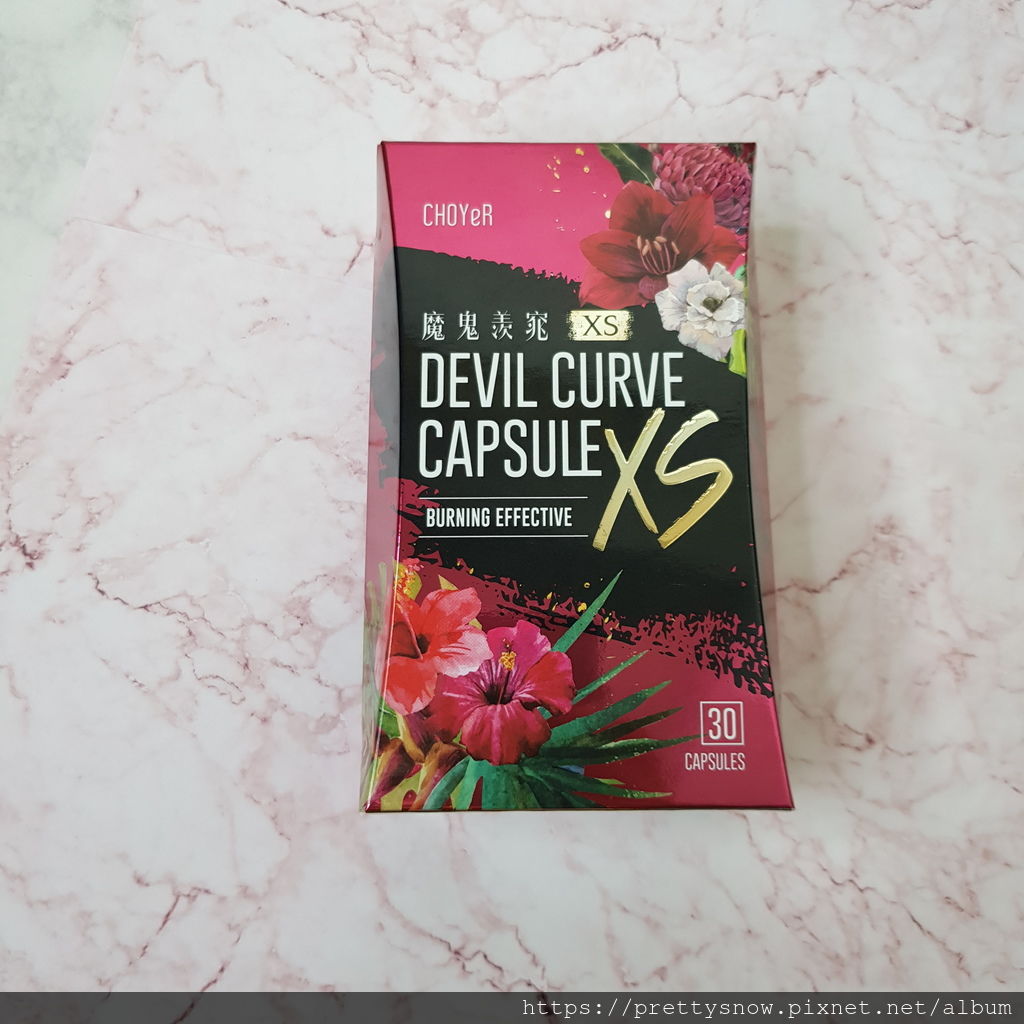 CHOYeR
魔鬼羨窕 XS
DEVIL CURVE
CAPSULE XS
BURNING EFFECTIVE
30
CAPSULES
https://prettysnow.pixnet.net/album